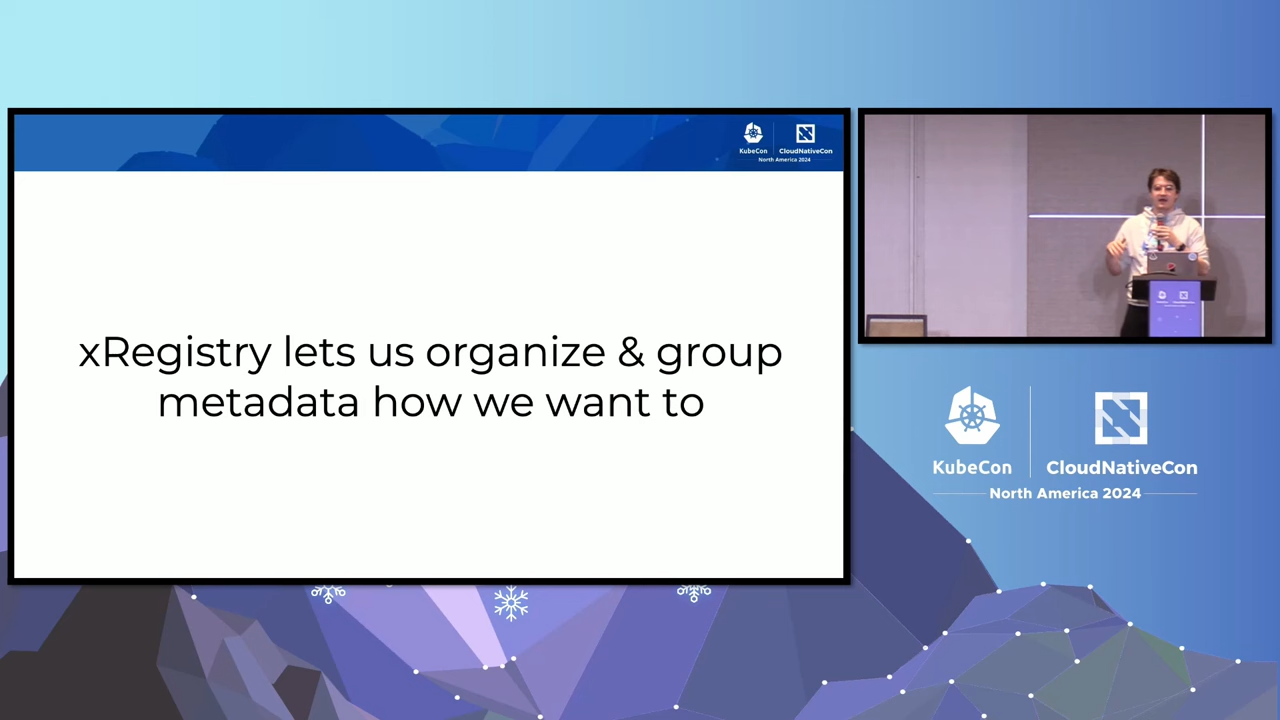 KubeCon
CloudNativeCon
North America 2024
xRegistry lets us organize & group
metadata how we want to
KubeCon
CloudNativeCon
North America 2024